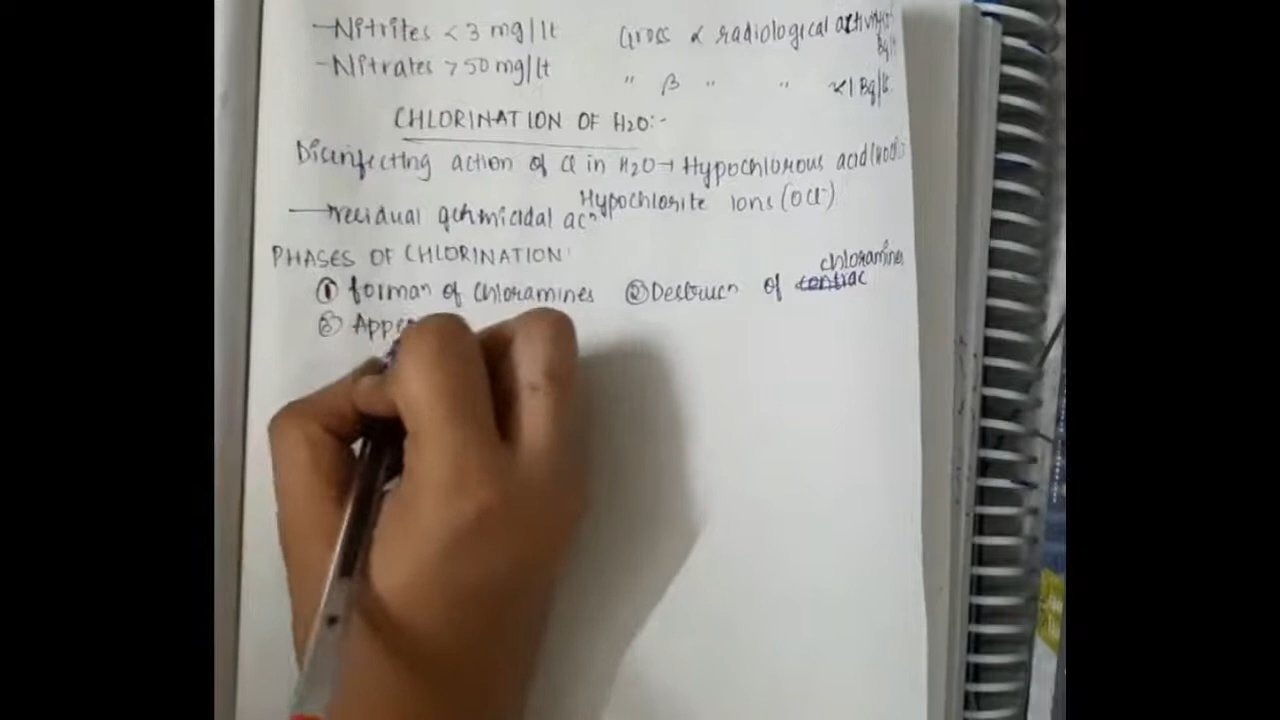 -Nitrites < 3 mg/lt Gross α radiological activity
-Nitrates > 50 mg/lt " β " " <1 Bq/lt
CHLORINATION OF H2O:-
Disinfecting action of Cl in H2O → Hypochlorous acid
Hypochlorite Ions (OCl-)
→ residual germicidal acn
PHASES OF CHLORINATION:
① forman of chloramines ② Destrucn of chloramines
③ Appe